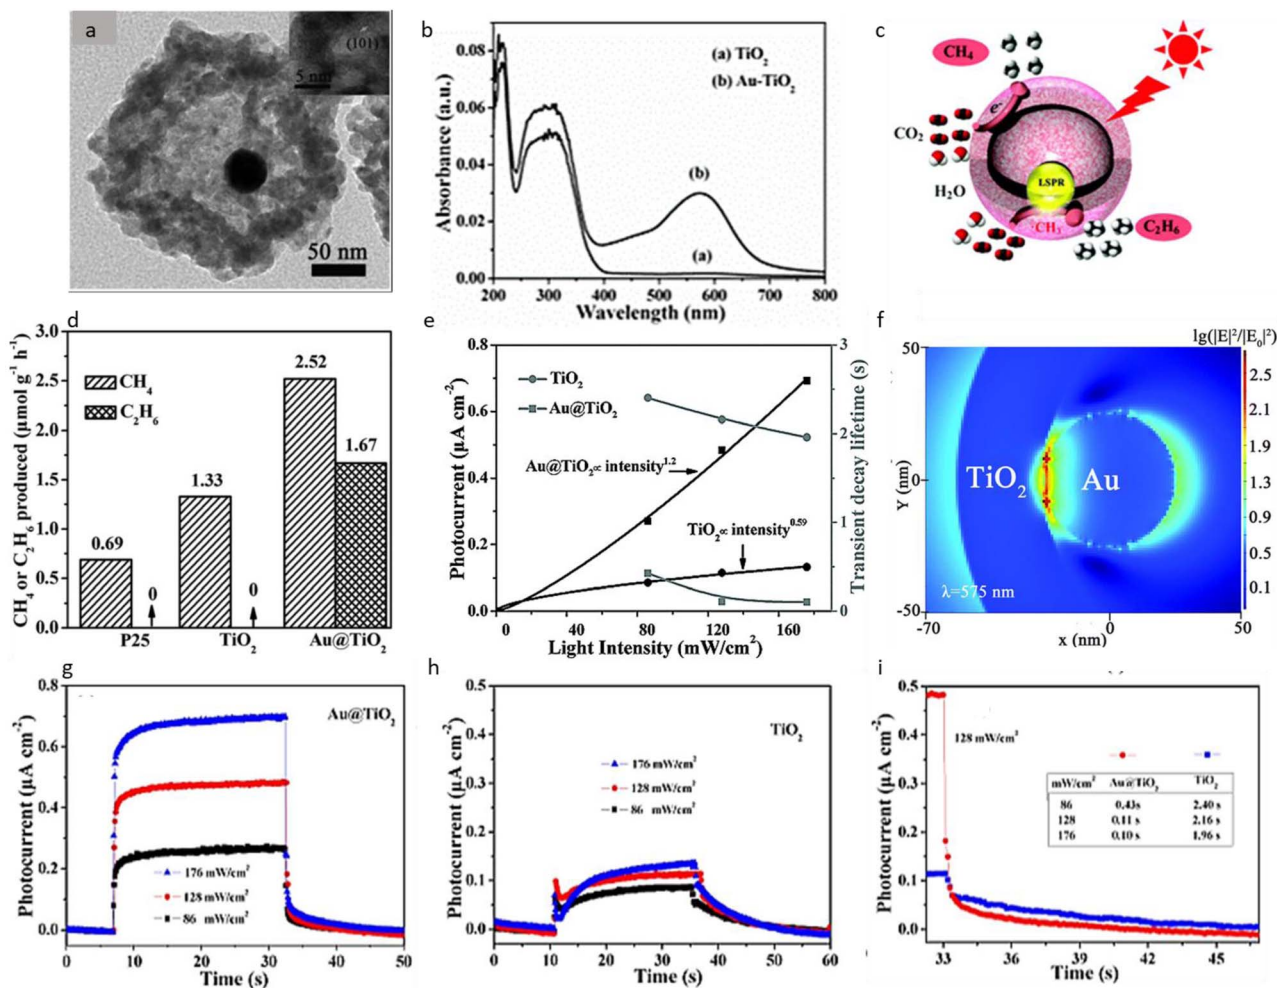 a
(101)
5 nm
50 nm
b
(a) TiO2
(b) Au-TiO2
(b)
(a)
Absorbance (a.u.)
0.08
0.06
0.04
0.02
0.00
200 300 400 500 600 700 800
Wavelength (nm)
c
CH4
e-
CO2
LSPR
H2O
·CH3
C2H6
d
CH4 or C2H6 produced (μmol g-1 h-1)
3.0
2.5
2.0
1.5
1.0
0.5
0.0
CH4
C2H6
0.69
0
1.33
0
2.52
1.67
P25 TiO2 Au@TiO2
e
Photocurrent (μA cm-2)
0.8
0.6
0.4
0.2
0.0
TiO2
Au@TiO2
Au@TiO2∝ intensity1.2
TiO2∝ intensity0.59
3
2
1
0
Transient decay lifetime (s)
0 40 80 120 160
Light Intensity (mW/cm2)
f
lg(|E|2/|E0|2)
50
0
-50
Y (nm)
TiO2 Au
λ=575 nm
2.5
2.1
1.7
1.3
0.9
0.5
0.1
-70 0 50
x (nm)
g
Photocurrent (μA cm-2)
0.8
0.6
0.4
0.2
0.0
Au@TiO2
176 mW/cm2
128 mW/cm2
86 mW/cm2
0 10 20 30 40 50
Time (s)
h
Photocurrent (μA cm-2)
0.4
0.3
0.2
0.1
0.0
TiO2
176 mW/cm2
128 mW/cm2
86 mW/cm2
0 10 20 30 40 50 60
Time (s)
i
Photocurrent (μA cm-2)
0.5
0.4
0.3
0.2
0.1
0.0
128 mW/cm2
mW/cm2 Au@TiO2 TiO2
86 0.43s 2.40 s
128 0.11 s 2.16 s
176 0.10 s 1.96 s
33 36 39 42 45
Time (s)